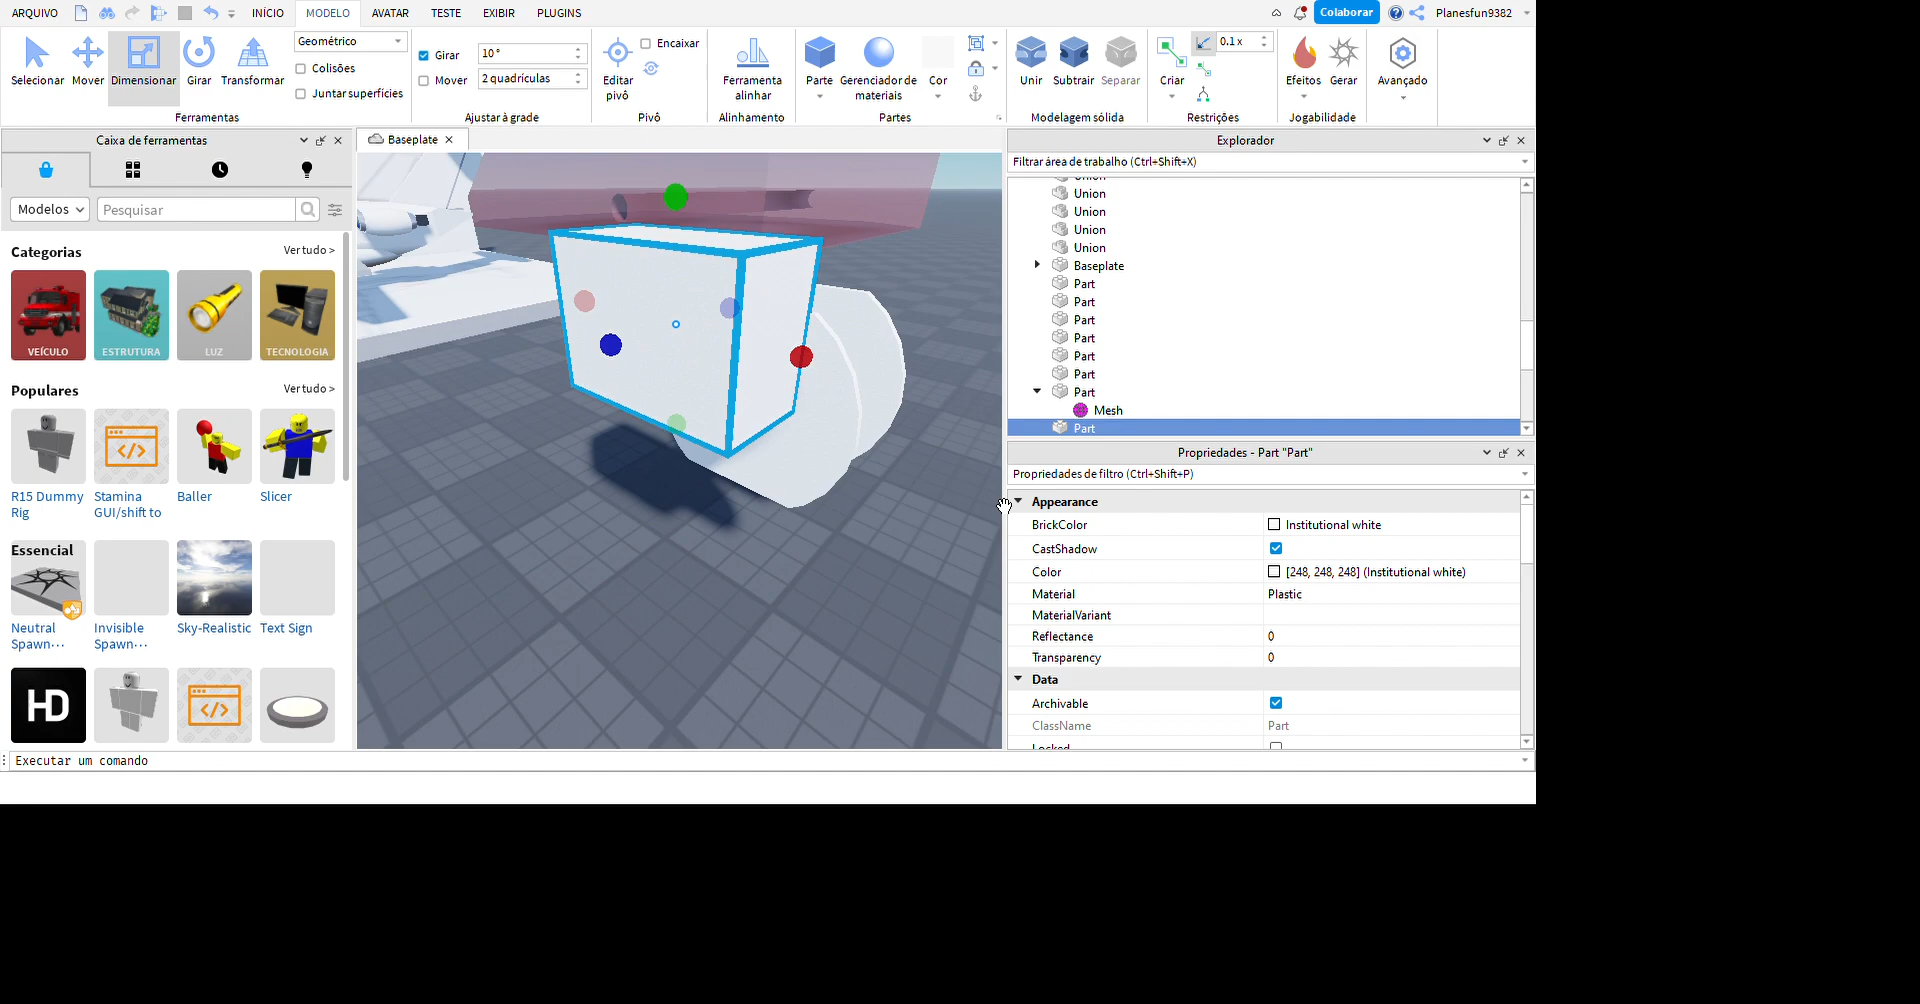 ARQUIVO INÍCIO MODELO AVATAR TESTE EXIBIR PLUGINS Colaborar Planesfun9382
Selecionar Mover Dimensionar Girar Transformar
Geométrico
Colisões
Juntar superfícies
Ferramentas
Girar 10 °
Mover 2 quadrículas
Ajustar à grade
Editar pivô
Encaixar
Pivô
Ferramenta alinhar
Alinhamento
Parte
Gerenciador de materiais
Cor
Partes
Unir Subtrair Separar
Modelagem sólida
Criar
0.1 x
Restrições
Efeitos Gerar
Jogabilidade
Avançado
Caixa de ferramentas
Modelos Pesquisar
Categorias Ver tudo >
VEÍCULO ESTRUTURA LUZ TECNOLOGIA
Populares Ver tudo >
R15 Dummy Rig
Stamina GUI/shift to
Baller
Slicer
Essencial
Neutral Spawn···
Invisible Spawn···
Sky-Realistic
Text Sign
HD
Baseplate
Explorador
Filtrar área de trabalho (Ctrl+Shift+X)
Union
Union
Union
Union
Union
Baseplate
Part
Part
Part
Part
Part
Part
Part
Mesh
Part
Propriedades - Part "Part"
Propriedades de filtro (Ctrl+Shift+P)
Appearance
BrickColor Institutional white
CastShadow
Color [248, 248, 248] (Institutional white)
Material Plastic
MaterialVariant
Reflectance 0
Transparency 0
Data
Archivable
ClassName Part
Locked
Executar um comando